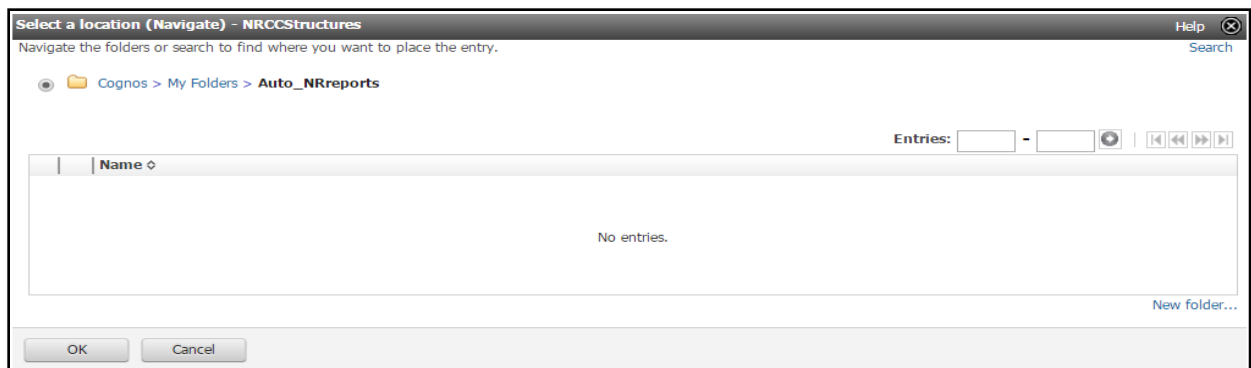 Select a location (Navigate) - NRCCStructures Help
Navigate the folders or search to find where you want to place the entry. Search
Cognos > My Folders > Auto_NRreports
Entries: -
Name
No entries.
New folder...
OK Cancel